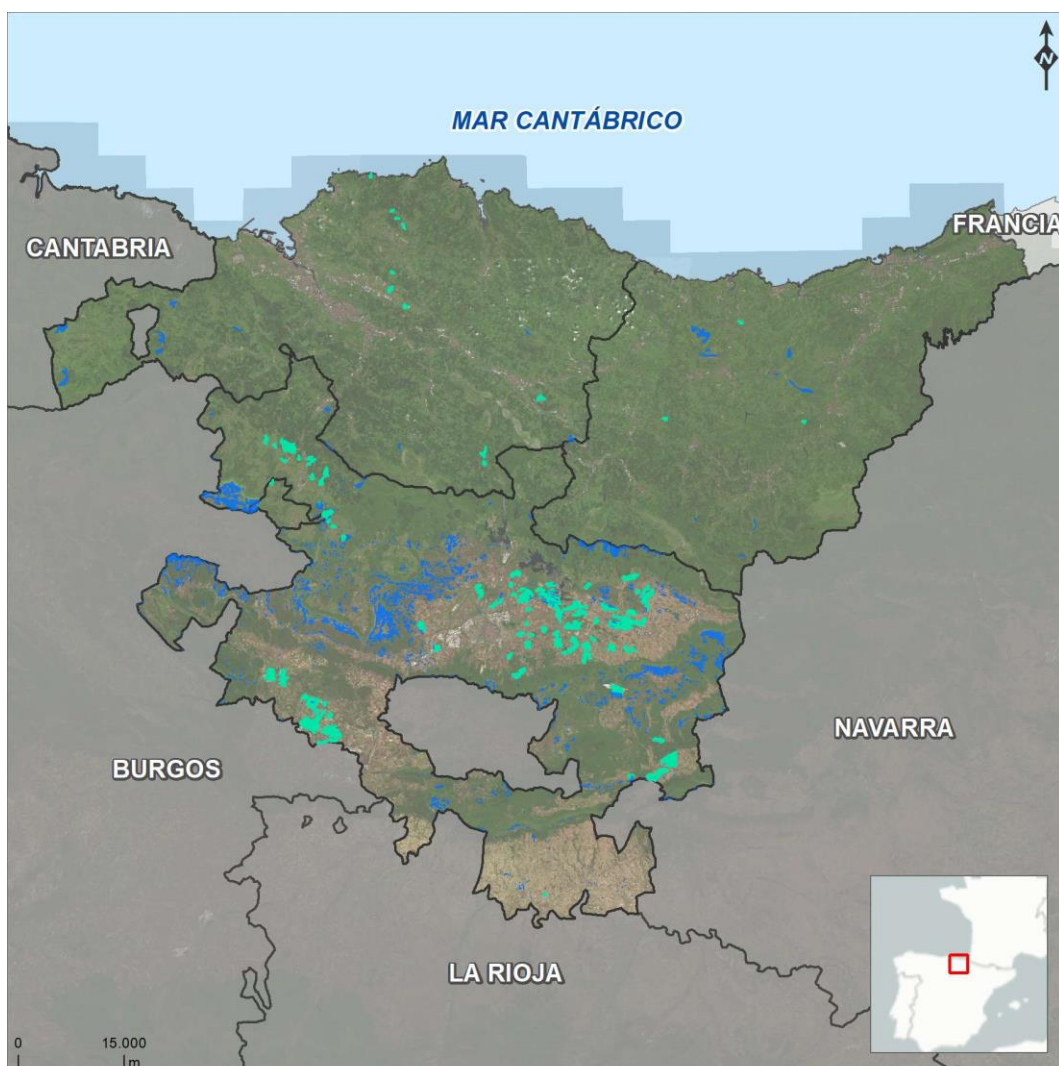 N
MAR CANTÁBRICO
FRANCIA
CANTABRIA
NAVARRA
BURGOS
LA RIOJA
0 15.000
m